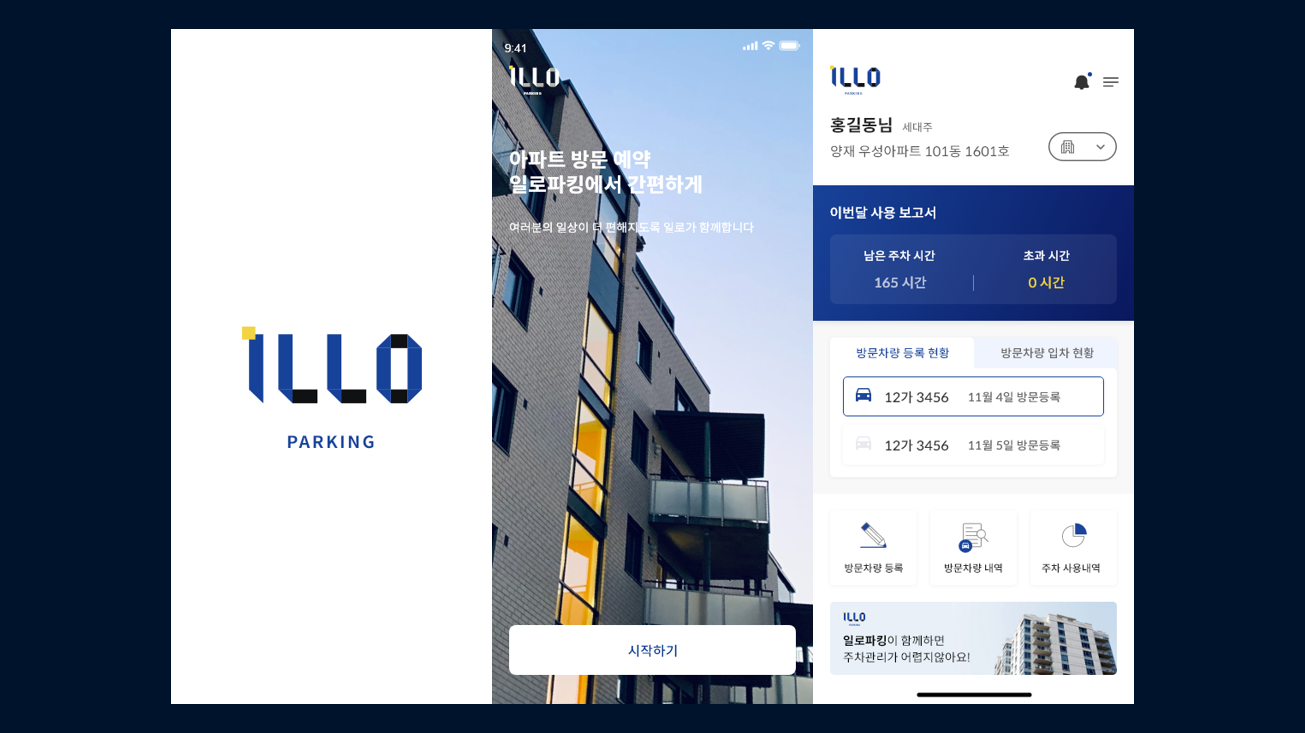 ILLO
PARKING
9:41
ILLO
PARKING
아파트 방문 예약
일로파킹에서 간편하게
여러분의 일상이 더 편해지도록 일로가 함께합니다
시작하기
ILLO
PARKING
홍길동님 세대주
양재 우성아파트 101동 1601호
이번달 사용 보고서
남은 주차 시간 초과 시간
165 시간 0 시간
방문차량 등록 현황 방문차량 입차 현황
12가 3456 11월 4일 방문등록
12가 3456 11월 5일 방문등록
방문차량 등록 방문차량 내역 주차 사용내역
ILLO
일로파킹이 함께하면
주차관리가 어렵지않아요!